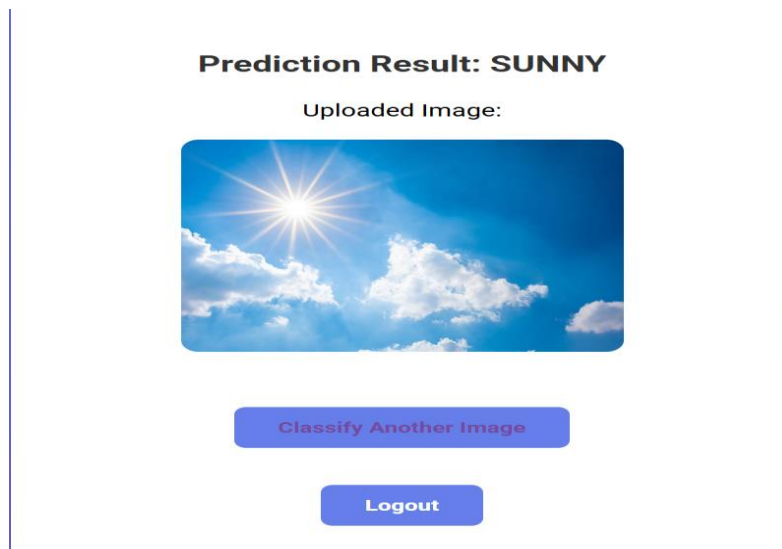 Prediction Result: SUNNY
Uploaded Image:
Classify Another Image
Logout